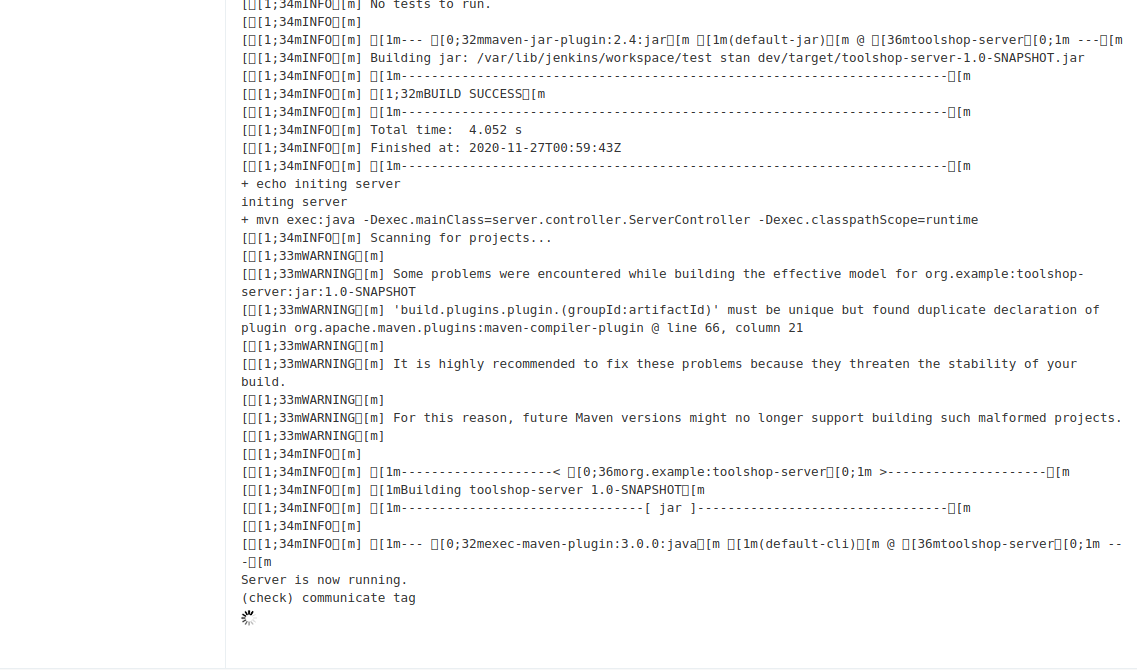 [▯[1;34mINFO▯[m] No tests to run.
[▯[1;34mINFO▯[m]
[▯[1;34mINFO▯[m] ▯[1m--- ▯[0;32mmaven-jar-plugin:2.4:jar▯[m ▯[1m(default-jar)▯[m @ ▯[36mtoolshop-server▯[0;1m ---▯[m
[▯[1;34mINFO▯[m] Building jar: /var/lib/jenkins/workspace/test stan dev/target/toolshop-server-1.0-SNAPSHOT.jar
[▯[1;34mINFO▯[m] ▯[1m------------------------------------------------------------------------▯[m
[▯[1;34mINFO▯[m] ▯[1;32mBUILD SUCCESS▯[m
[▯[1;34mINFO▯[m] ▯[1m------------------------------------------------------------------------▯[m
[▯[1;34mINFO▯[m] Total time:  4.052 s
[▯[1;34mINFO▯[m] Finished at: 2020-11-27T00:59:43Z
[▯[1;34mINFO▯[m] ▯[1m------------------------------------------------------------------------▯[m
+ echo initing server
initing server
+ mvn exec:java -Dexec.mainClass=server.controller.ServerController -Dexec.classpathScope=runtime
[▯[1;34mINFO▯[m] Scanning for projects...
[▯[1;33mWARNING▯[m]
[▯[1;33mWARNING▯[m] Some problems were encountered while building the effective model for org.example:toolshop-
server:jar:1.0-SNAPSHOT
[▯[1;33mWARNING▯[m] 'build.plugins.plugin.(groupId:artifactId)' must be unique but found duplicate declaration of
plugin org.apache.maven.plugins:maven-compiler-plugin @ line 66, column 21
[▯[1;33mWARNING▯[m]
[▯[1;33mWARNING▯[m] It is highly recommended to fix these problems because they threaten the stability of your
build.
[▯[1;33mWARNING▯[m]
[▯[1;33mWARNING▯[m] For this reason, future Maven versions might no longer support building such malformed projects.
[▯[1;33mWARNING▯[m]
[▯[1;34mINFO▯[m]
[▯[1;34mINFO▯[m] ▯[1m--------------------< ▯[0;36morg.example:toolshop-server▯[0;1m >---------------------▯[m
[▯[1;34mINFO▯[m] ▯[1mBuilding toolshop-server 1.0-SNAPSHOT▯[m
[▯[1;34mINFO▯[m] ▯[1m--------------------------------[ jar ]---------------------------------▯[m
[▯[1;34mINFO▯[m]
[▯[1;34mINFO▯[m] ▯[1m--- ▯[0;32mexec-maven-plugin:3.0.0:java▯[m ▯[1m(default-cli)▯[m @ ▯[36mtoolshop-server▯[0;1m --
-▯[m
Server is now running.
(check) communicate tag